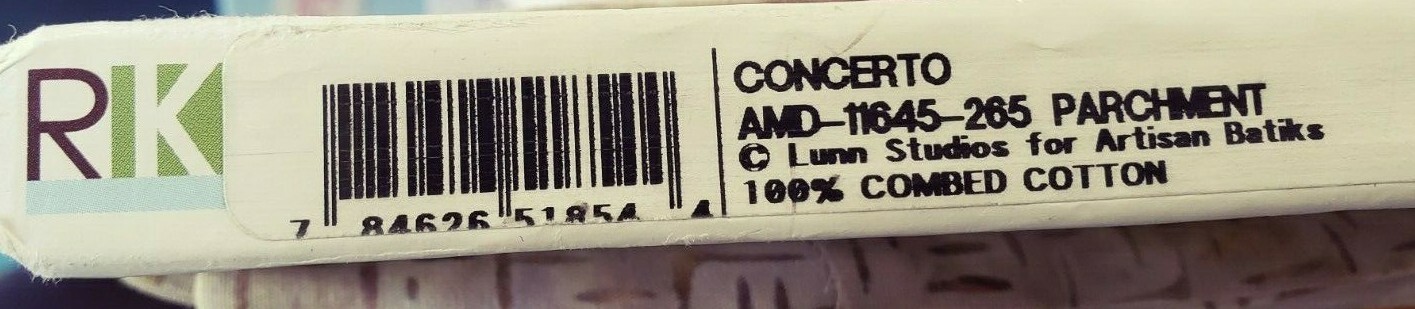 RK
CONCERTO
AMD-11645-265 PARCHMENT
© Lunn Studios for Artisan Batiks
100% COMBED COTTON
7 84626 51854 4